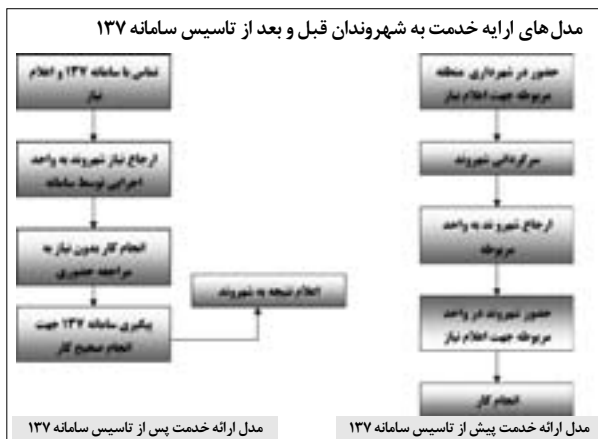 مدل‌های ارایه خدمت به شهروندان قبل و بعد از تاسیس سامانه ۱۳۷
حضور در شهرداری منطقه
مربوطه جهت اعلام نیاز
سرگردانی شهروند
ارجاع شهروند به واحد
مربوطه
حضور شهروند در واحد
مربوطه جهت اعلام نیاز
انجام کار
مدل ارائه خدمت پیش از تاسیس سامانه ۱۳۷
تماس با سامانه ۱۳۷ و اعلام
نیاز
ارجاع نیاز شهروند به واحد
اجرایی توسط سامانه
انجام کار بدون نیاز به
مراجعه حضوری
پیگیری سامانه ۱۳۷ جهت
انجام صحیح کار
اعلام نتیجه به شهروند
مدل ارائه خدمت پس از تاسیس سامانه ۱۳۷